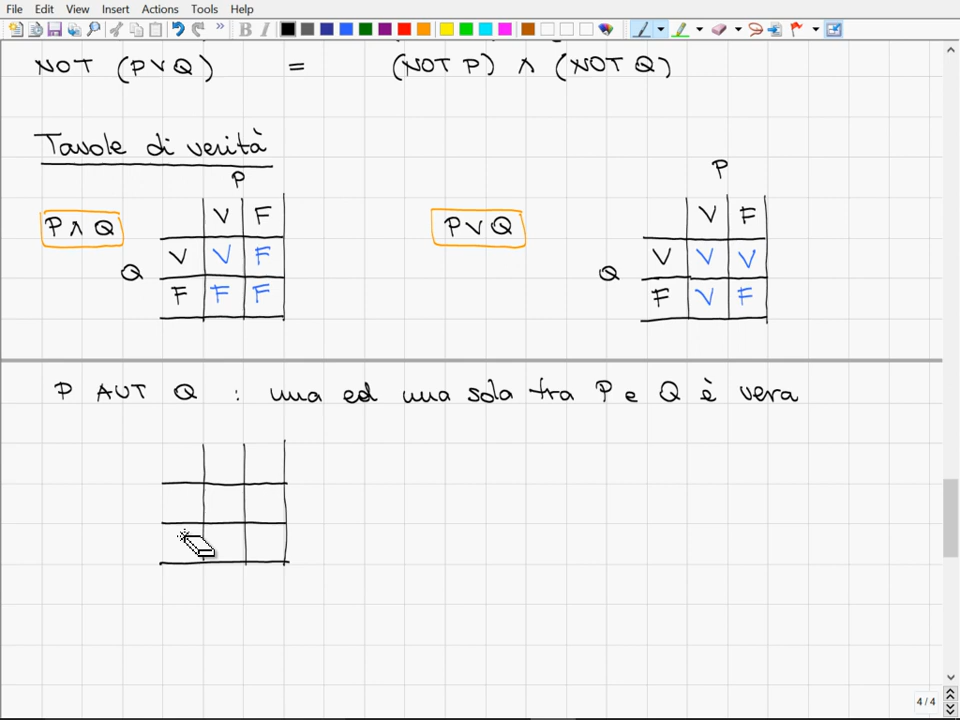 File Edit View Insert Actions Tools Help
B I
NOT (P∨Q) = (NOT P) ∧ (NOT Q)
Tavole di verità
P
P
P ∧ Q
V F
P ∨ Q
V F
Q
V V F
Q
V V V
F F F
F V F
P AUT Q : una ed una sola tra P e Q è vera
4 / 4